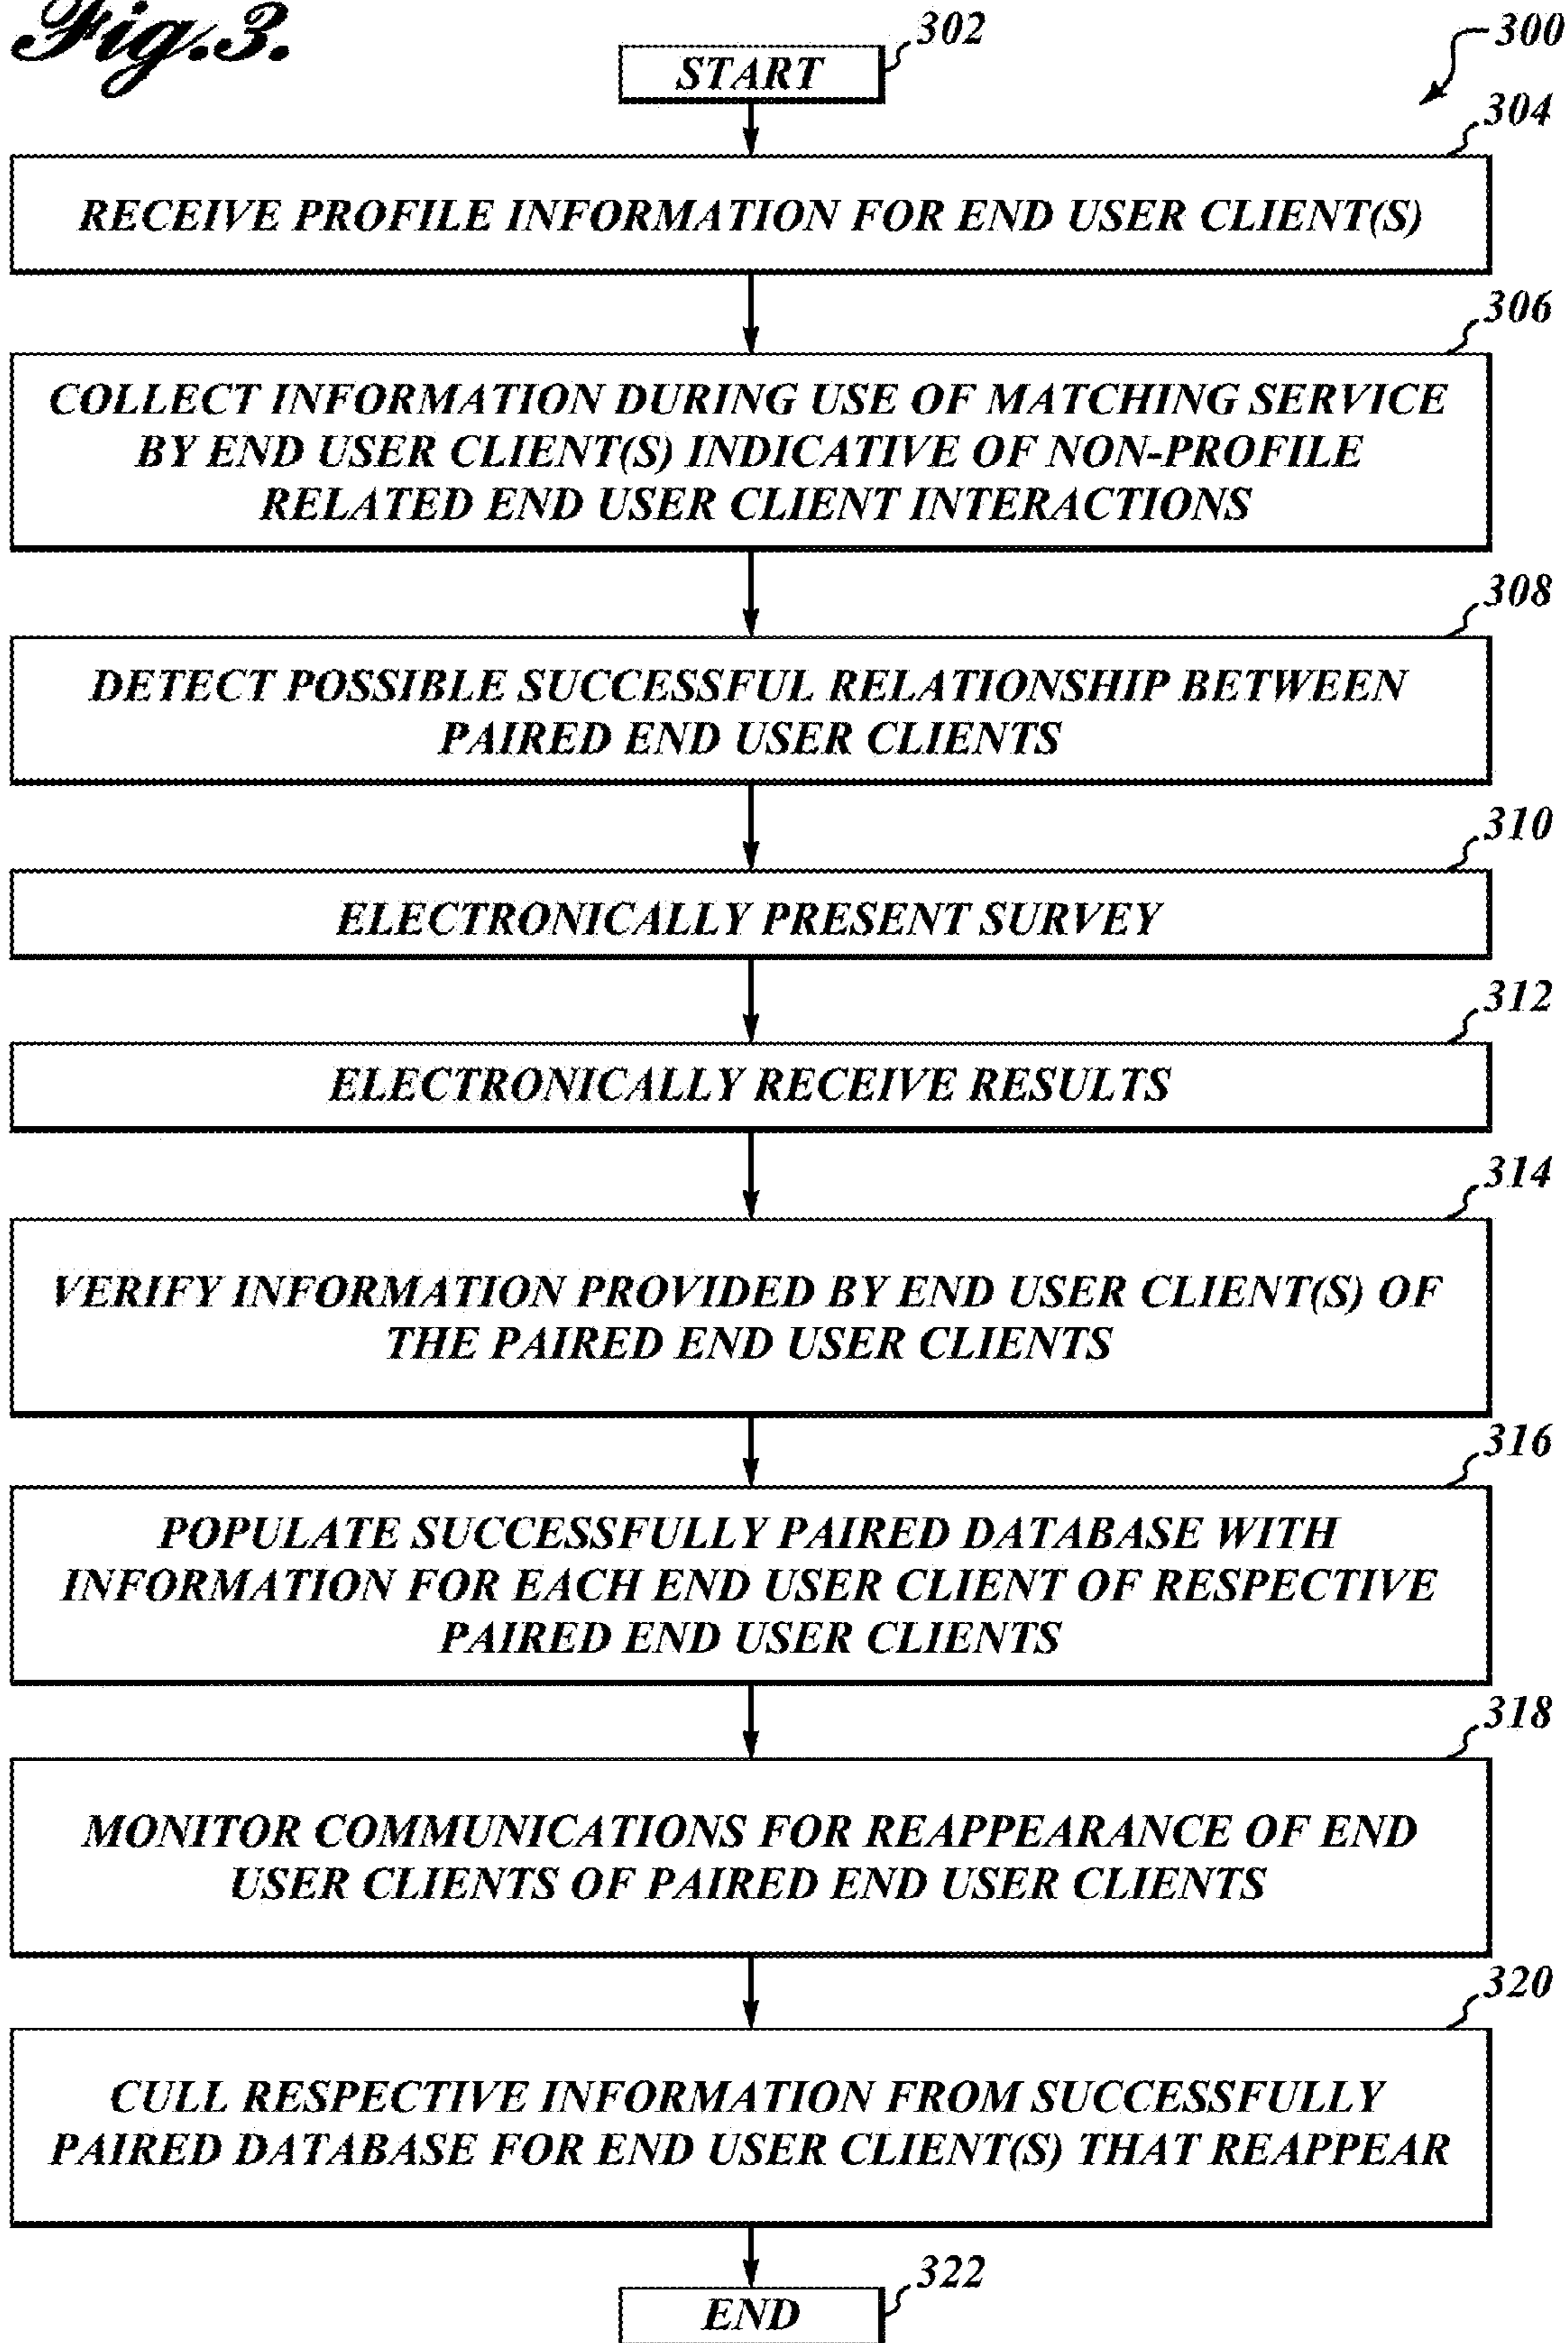 Fig.3.
302
START
300
304
RECEIVE PROFILE INFORMATION FOR END USER CLIENT(S)
306
COLLECT INFORMATION DURING USE OF MATCHING SERVICE
BY END USER CLIENT(S) INDICATIVE OF NON-PROFILE
RELATED END USER CLIENT INTERACTIONS
308
DETECT POSSIBLE SUCCESSFUL RELATIONSHIP BETWEEN
PAIRED END USER CLIENTS
310
ELECTRONICALLY PRESENT SURVEY
312
ELECTRONICALLY RECEIVE RESULTS
314
VERIFY INFORMATION PROVIDED BY END USER CLIENT(S) OF
THE PAIRED END USER CLIENTS
316
POPULATE SUCCESSFULLY PAIRED DATABASE WITH
INFORMATION FOR EACH END USER CLIENT OF RESPECTIVE
PAIRED END USER CLIENTS
318
MONITOR COMMUNICATIONS FOR REAPPEARANCE OF END
USER CLIENTS OF PAIRED END USER CLIENTS
320
CULL RESPECTIVE INFORMATION FROM SUCCESSFULLY
PAIRED DATABASE FOR END USER CLIENT(S) THAT REAPPEAR
322
END